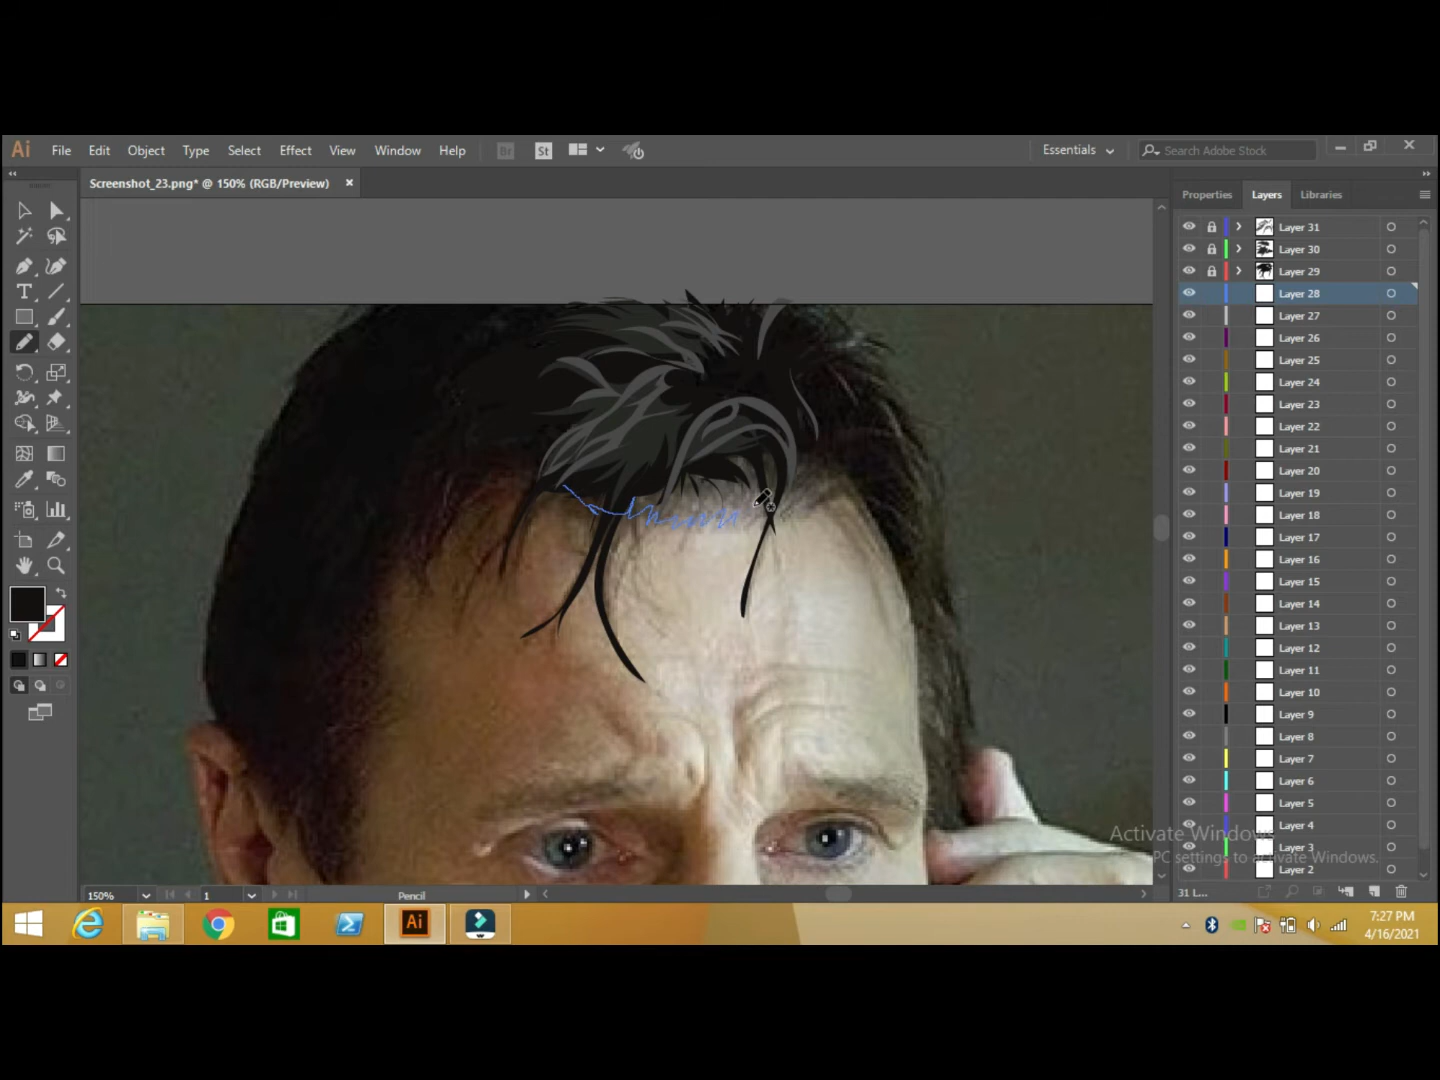 Ai File Edit Object Type Select Effect View Window Help Br St Essentials Search Adobe Stock
Screenshot_23.png* @ 150% (RGB/Preview) ×
Properties Layers Libraries
Layer 31
Layer 30
Layer 29
Layer 28
Layer 27
Layer 26
Layer 25
Layer 24
Layer 23
Layer 22
Layer 21
Layer 20
Layer 19
Layer 18
Layer 17
Layer 16
Layer 15
Layer 14
Layer 13
Layer 12
Layer 11
Layer 10
Layer 9
Layer 8
Layer 7
Layer 6
Layer 5
Layer 4
Layer 3
Layer 2
Activate Windows
PC settings to activate Windows.
150% 1 Pencil 31 L...
Ai
7:27 PM
4/16/2021